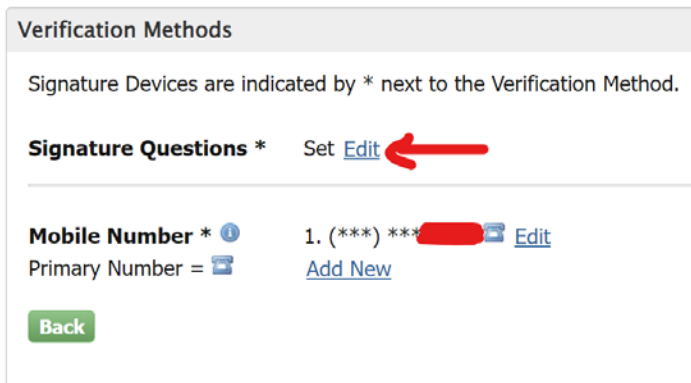 Verification Methods
Signature Devices are indicated by * next to the Verification Method.
Signature Questions * Set Edit
Mobile Number * 1. (***) *** Edit
Primary Number = Add New
Back